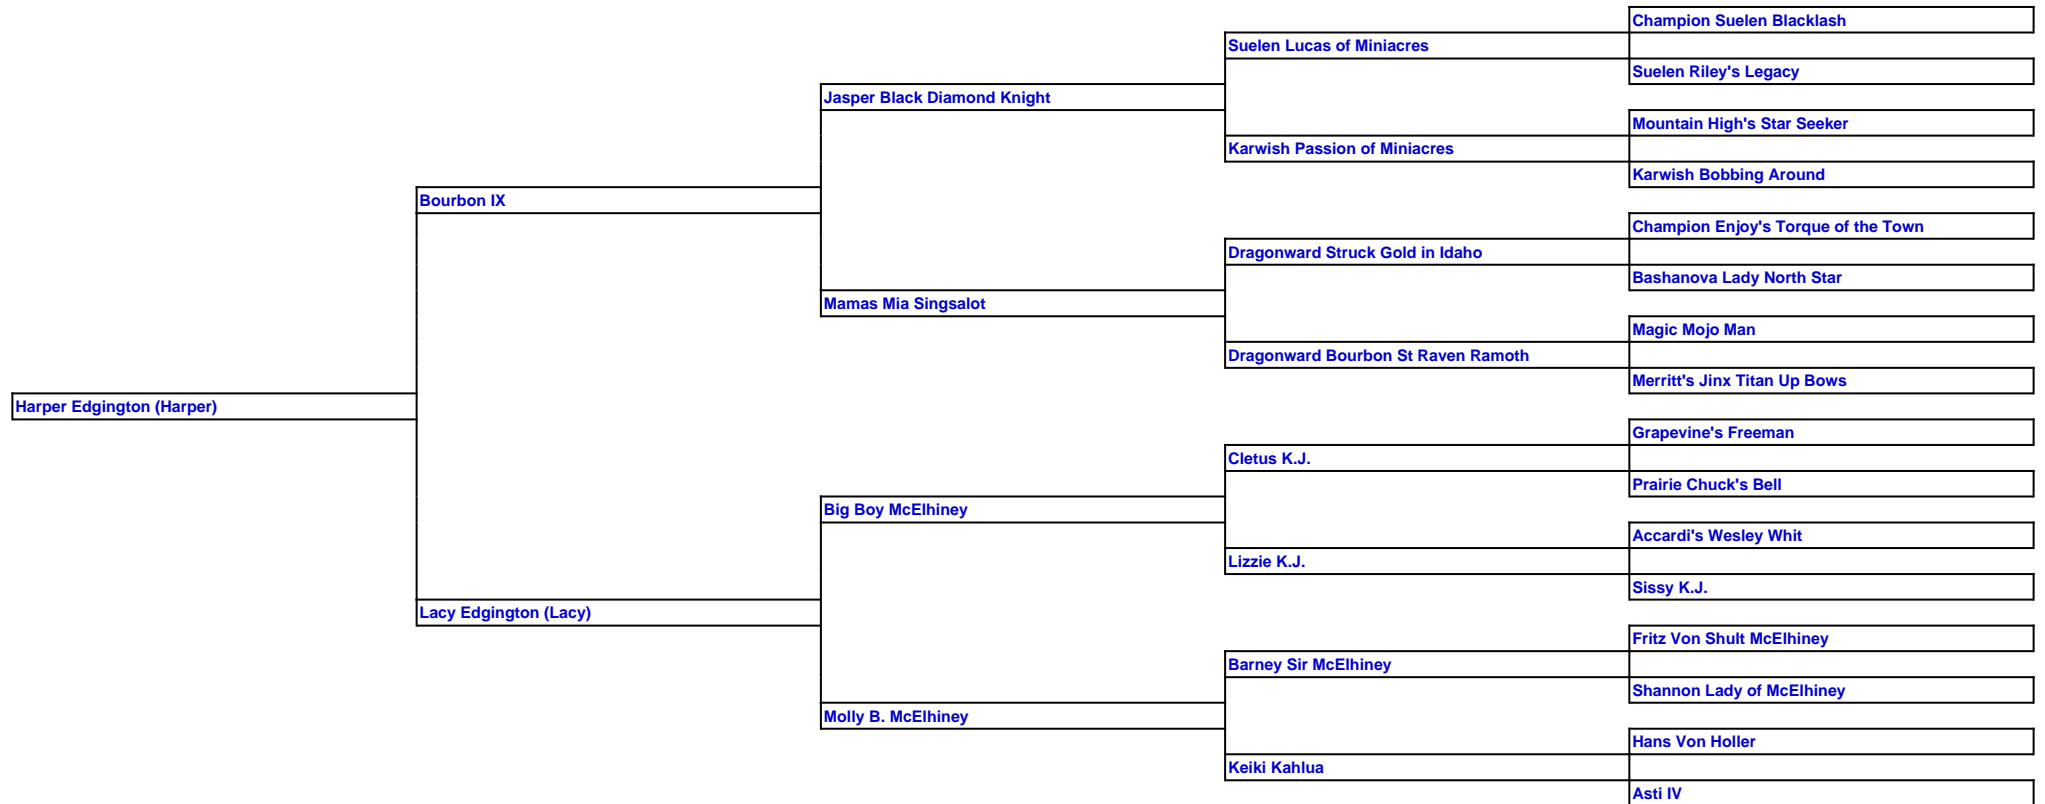 Champion Suelen Blacklash
Suelen Lucas of Miniacres
Suelen Riley's Legacy
Jasper Black Diamond Knight
Mountain High's Star Seeker
Karwish Passion of Miniacres
Karwish Bobbing Around
Bourbon IX
Champion Enjoy's Torque of the Town
Dragonward Struck Gold in Idaho
Bashanova Lady North Star
Mamas Mia Singsalot
Magic Mojo Man
Dragonward Bourbon St Raven Ramoth
Merritt's Jinx Titan Up Bows
Harper Edgington (Harper)
Grapevine's Freeman
Cletus K.J.
Prairie Chuck's Bell
Big Boy McElhiney
Accardi's Wesley Whit
Lizzie K.J.
Sissy K.J.
Lacy Edgington (Lacy)
Fritz Von Shult McElhiney
Barney Sir McElhiney
Shannon Lady of McElhiney
Molly B. McElhiney
Hans Von Holler
Keiki Kahlua
Asti IV